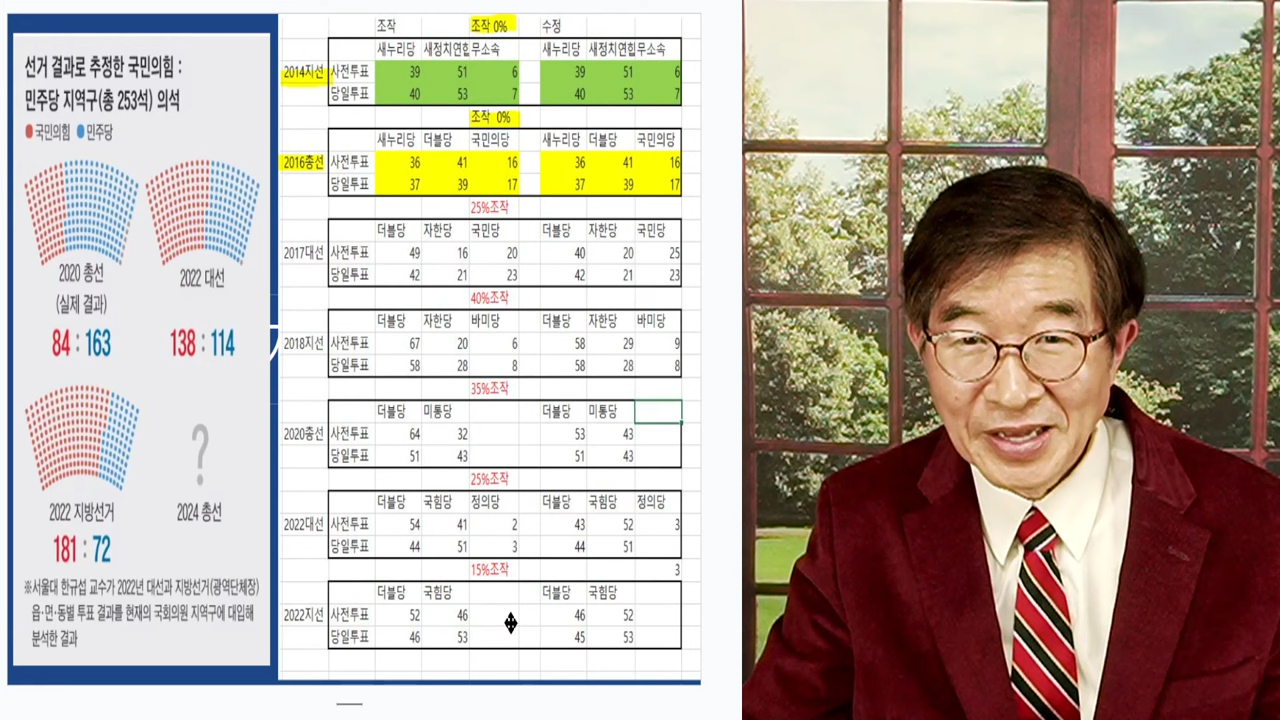 선거 결과로 추정한 국민의힘 :
민주당 지역구(총 253석) 의석
국민의힘 민주당
2020 총선
(실제 결과)
84 : 163
2022 대선
138 : 114
2022 지방선거
181 : 72
?
2024 총선
※서울대 한규섭 교수가 2022년 대선과 지방선거(광역단체장)
읍·면·동별 투표 결과를 현재의 국회의원 지역구에 대입해
분석한 결과
조작 조작 0% 수정
새누리당 새정치연합 무소속 새누리당 새정치연합 무소속
2014지선 사전투표 39 51 6 39 51 6
당일투표 40 53 7 40 53 7
조작 0%
새누리당 더블당 국민의당 새누리당 더블당 국민의당
2016총선 사전투표 36 41 16 36 41 16
당일투표 37 39 17 37 39 17
25%조작
더블당 자한당 국민당 더블당 자한당 국민당
2017대선 사전투표 49 16 20 40 20 25
당일투표 42 21 23 42 21 23
40%조작
더블당 자한당 바미당 더블당 자한당 바미당
2018지선 사전투표 67 20 6 58 29 9
당일투표 58 28 8 58 28 8
35%조작
더블당 미통당 더블당 미통당
2020총선 사전투표 64 32 53 43
당일투표 51 43 51 43
25%조작
더블당 국힘당 정의당 더블당 국힘당 정의당
2022대선 사전투표 54 41 2 43 52 3
당일투표 44 51 3 44 51
15%조작 3
더블당 국힘당 더블당 국힘당
2022지선 사전투표 52 46 46 52
당일투표 46 53 45 53